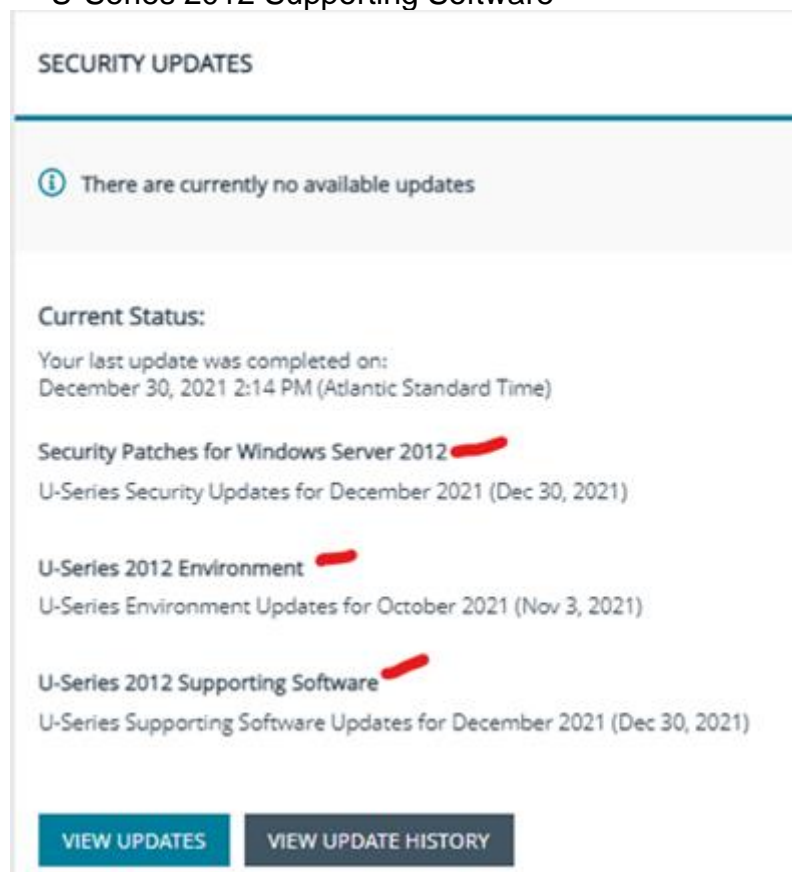 U-Series 2012 Supporting Software
SECURITY UPDATES
There are currently no available updates
Current Status:
Your last update was completed on:
December 30, 2021 2:14 PM (Atlantic Standard Time)
Security Patches for Windows Server 2012
U-Series Security Updates for December 2021 (Dec 30, 2021)
U-Series 2012 Environment
U-Series Environment Updates for October 2021 (Nov 3, 2021)
U-Series 2012 Supporting Software
U-Series Supporting Software Updates for December 2021 (Dec 30, 2021)
VIEW UPDATES VIEW UPDATE HISTORY